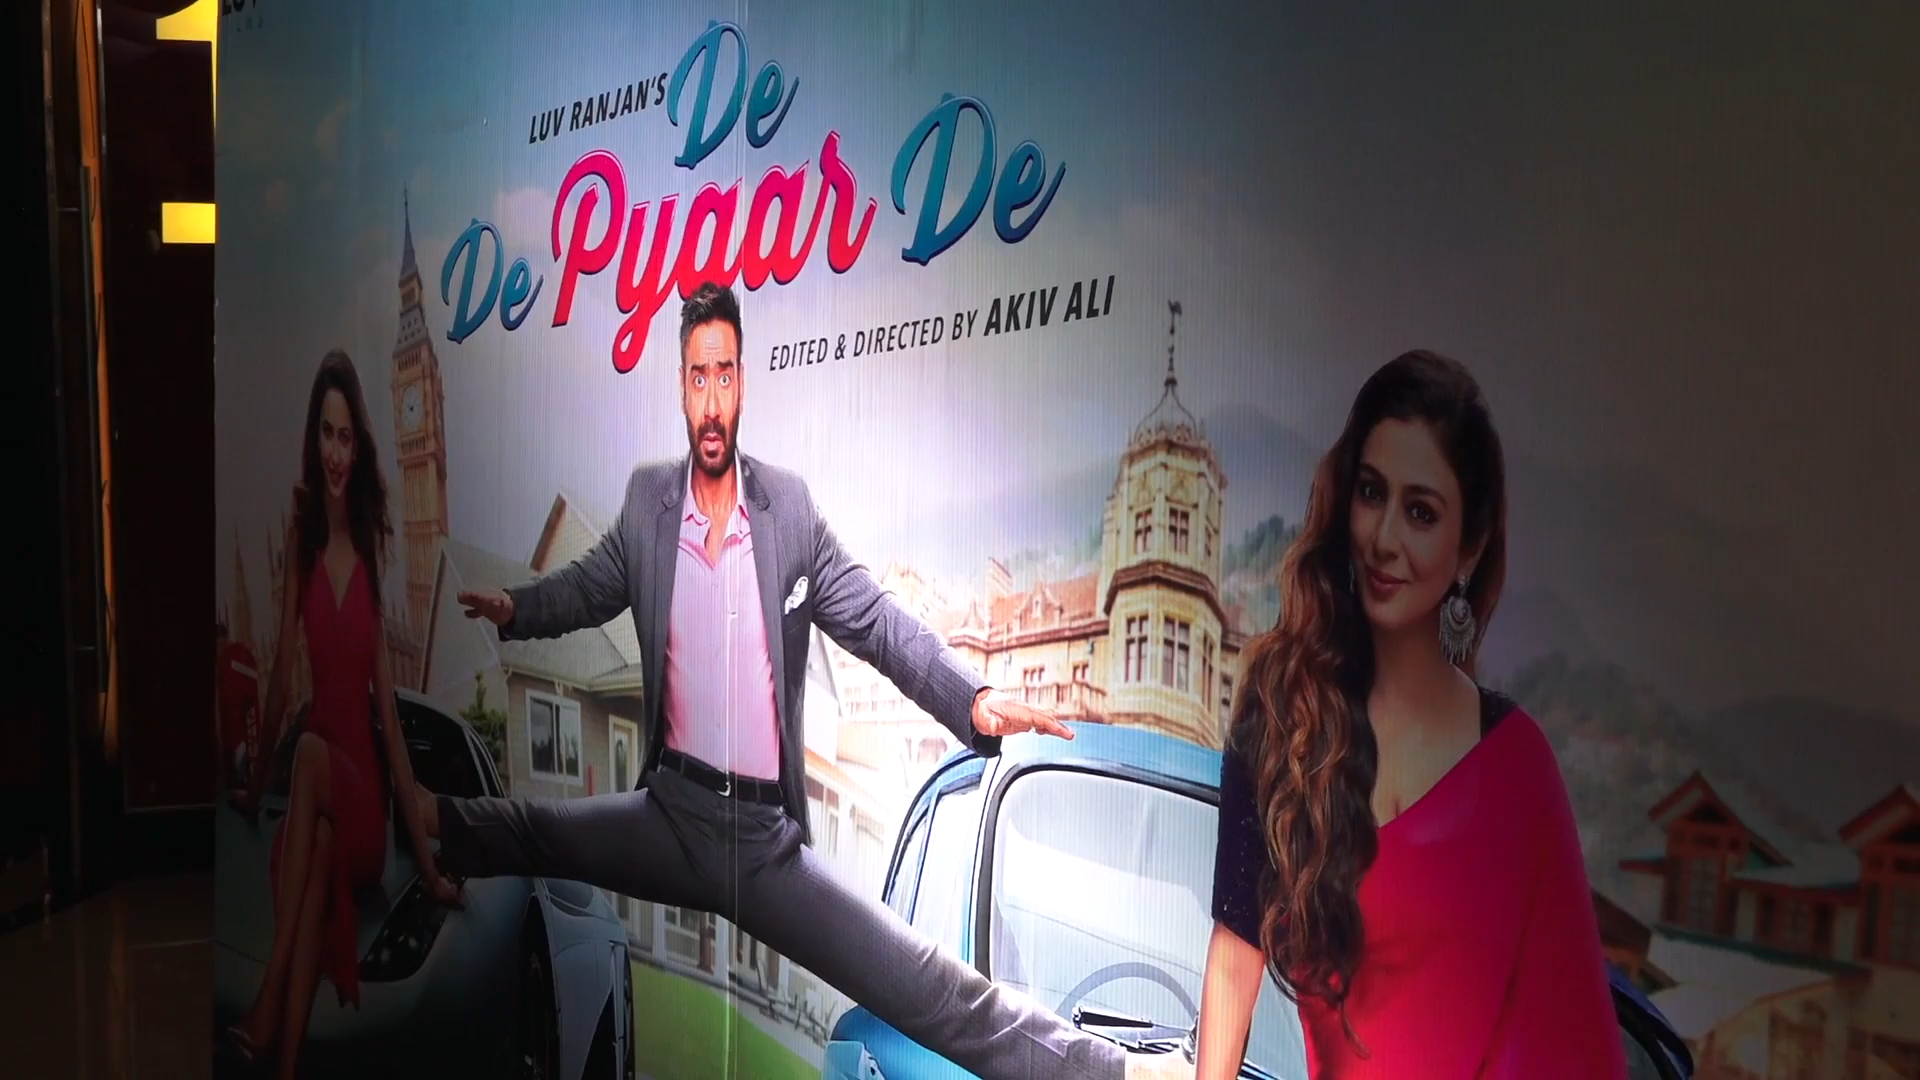 LUV RANJAN'S
De
De Pyaar De
EDITED & DIRECTED BY AKIV ALI